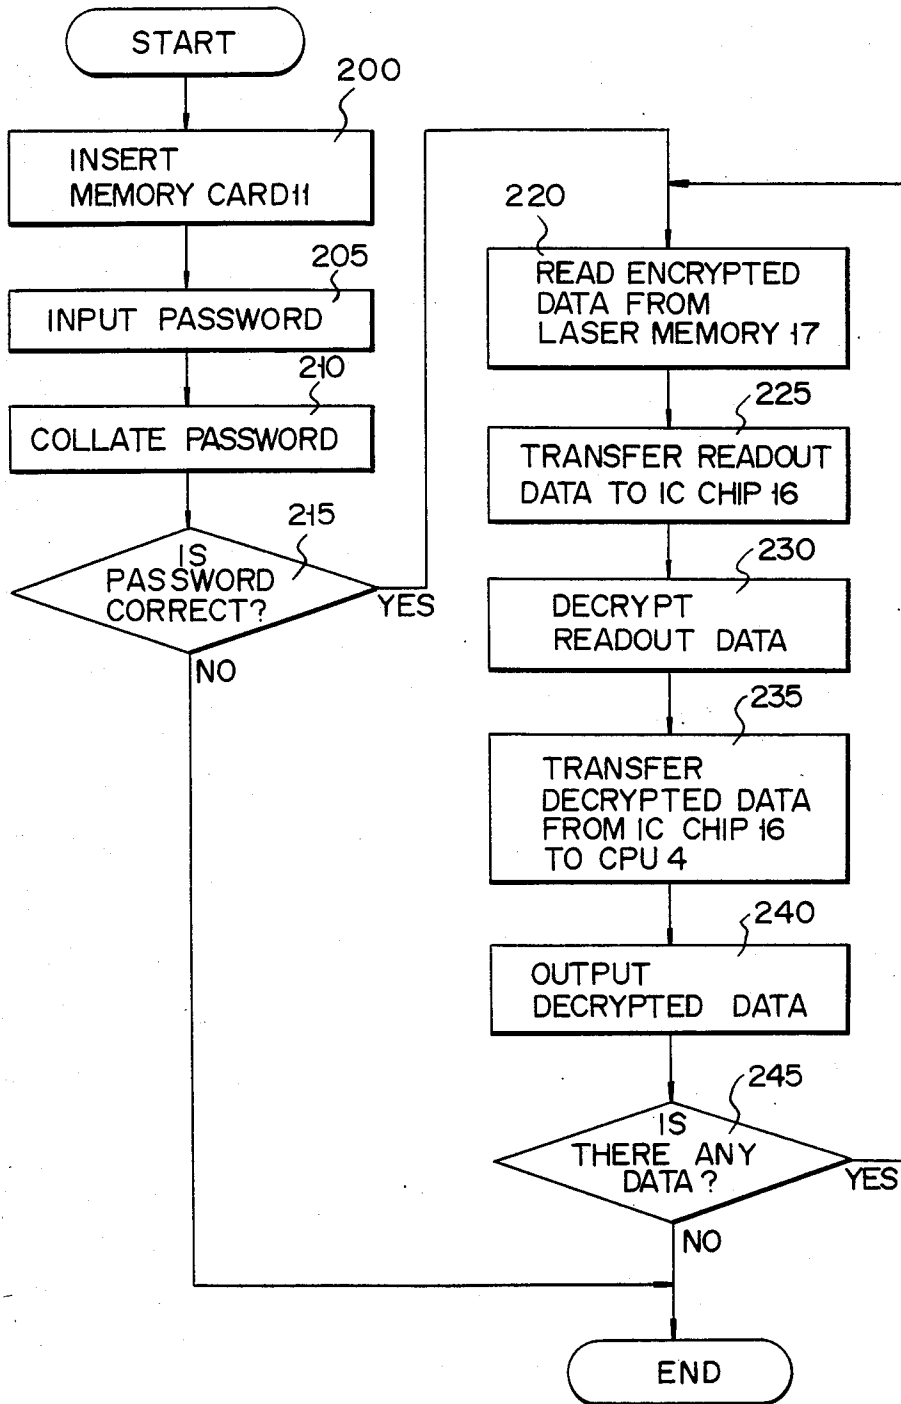 START
200
INSERT
MEMORY CARD 11
205
INPUT PASSWORD
210
COLLATE PASSWORD
215
IS
PASSWORD
CORRECT?
YES
NO
220
READ ENCRYPTED
DATA FROM
LASER MEMORY 17
225
TRANSFER READOUT
DATA TO IC CHIP 16
230
DECRYPT
READOUT DATA
235
TRANSFER
DECRYPTED DATA
FROM IC CHIP 16
TO CPU 4
240
OUTPUT
DECRYPTED DATA
245
IS
THERE ANY
DATA?
YES
NO
END